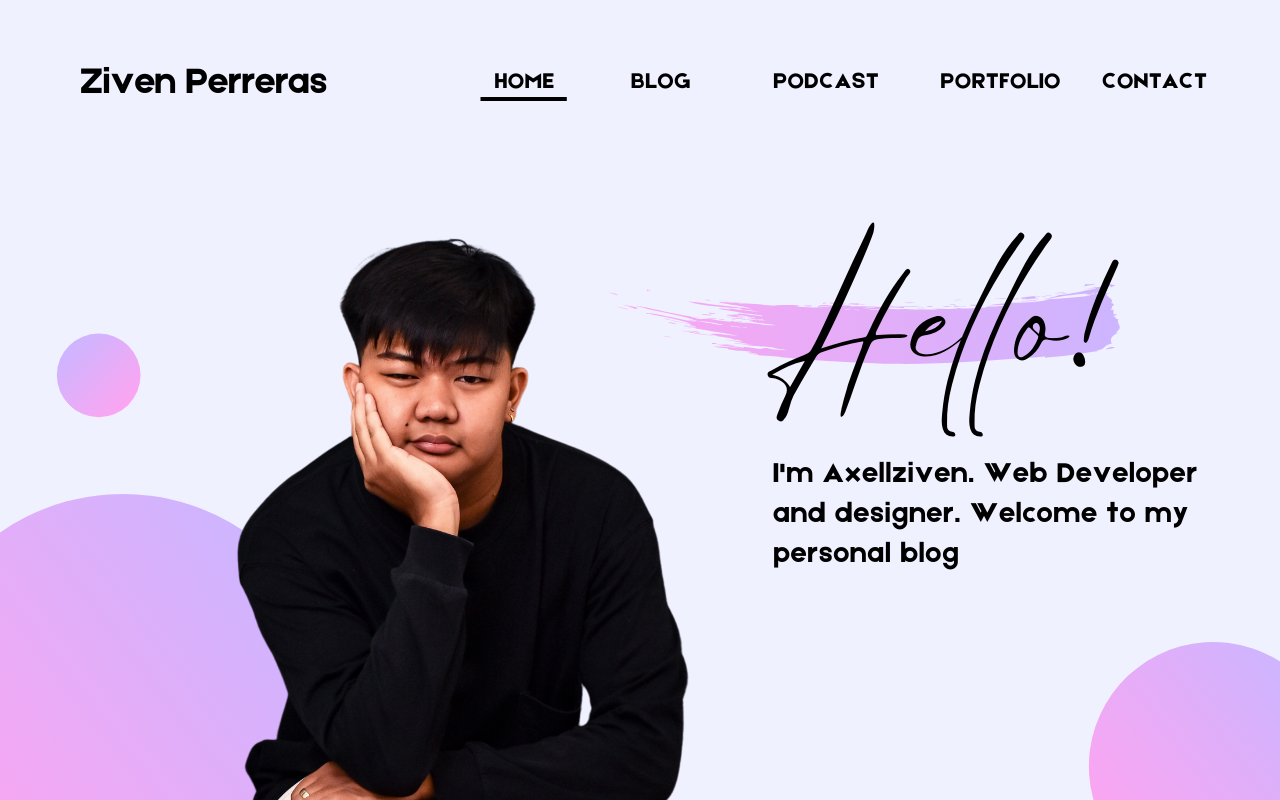 Ziven Perreras
HOME BLOG PODCAST PORTFOLIO CONTACT
Hello!
I'm Axellziven. Web Developer
and designer. Welcome to my
personal blog